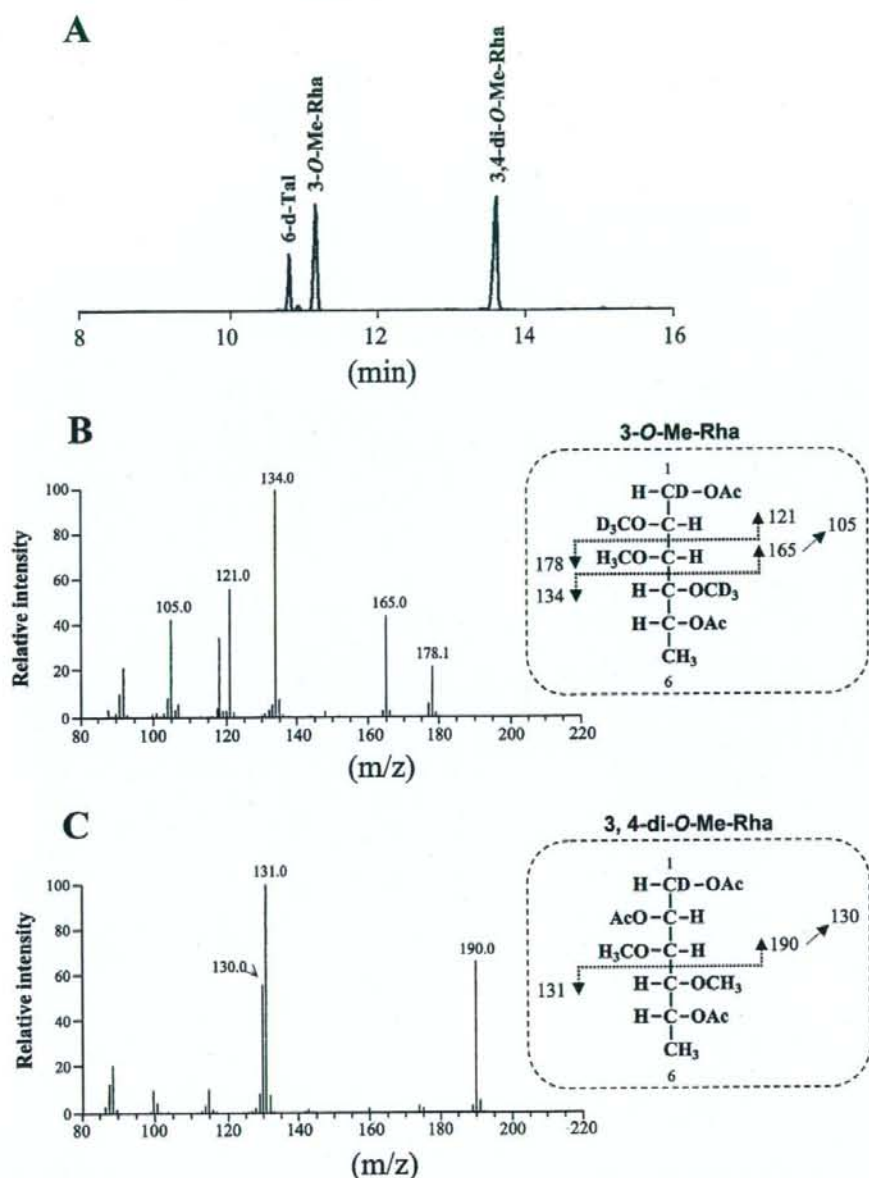 A
6-d-Tal
3-O-Me-Rha
3,4-di-O-Me-Rha
8 10 12 14 16
(min)
B
Relative intensity
100
80
60
40
20
0
105.0
121.0
134.0
165.0
178.1
80 100 120 140 160 180 200 220
(m/z)
3-O-Me-Rha
1
H-CD-OAc
D₃CO-C-H
121
105
178
H₃CO-C-H
165
134
H-C-OCD₃
H-C-OAc
CH₃
6
C
Relative intensity
100
80
60
40
20
0
130.0
131.0
190.0
80 100 120 140 160 180 200 220
(m/z)
3, 4-di-O-Me-Rha
1
H-CD-OAc
AcO-C-H
130
H₃CO-C-H
190
131
H-C-OCH₃
H-C-OAc
CH₃
6